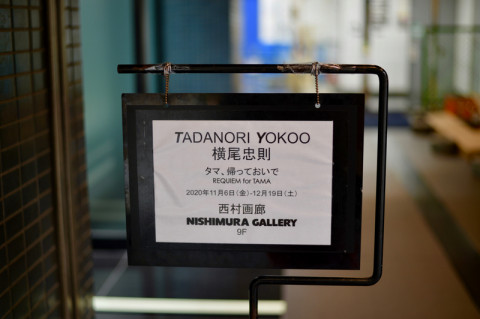 TADANORI YOKOO
横尾忠則
タマ、帰っておいで
REQUIEM for TAMA
2020年11月6日(金)-12月19日(土)
西村画廊
NISHIMURA GALLERY
9F